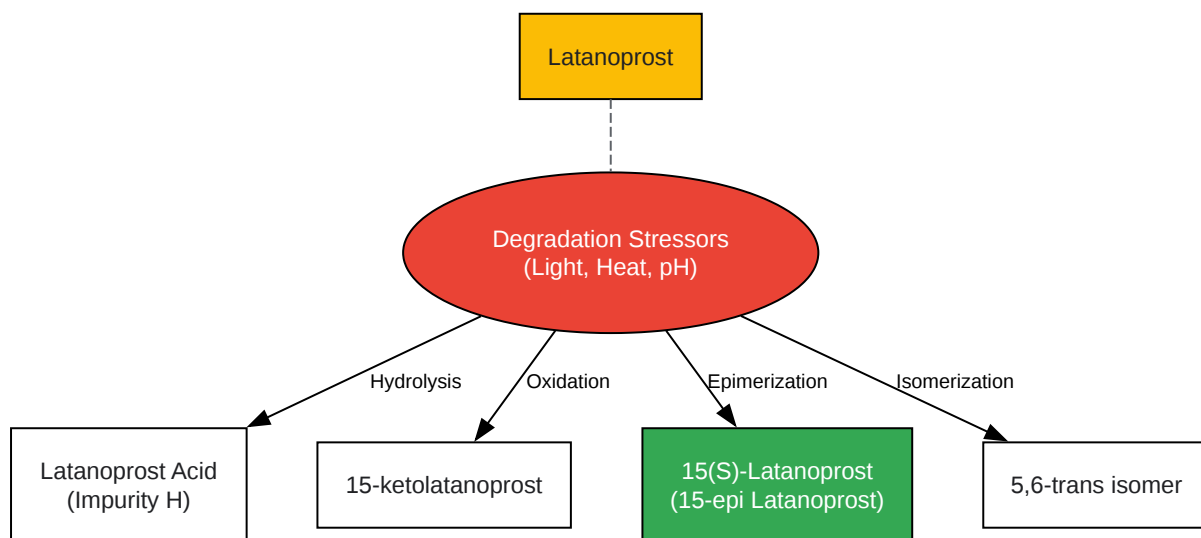 Latanoprost
Degradation Stressors
(Light, Heat, pH)
Hydrolysis
Oxidation
Epimerization
Isomerization
Latanoprost Acid
(Impurity H)
15-ketolatanoprost
15(S)-Latanoprost
(15-epi Latanoprost)
5,6-trans isomer